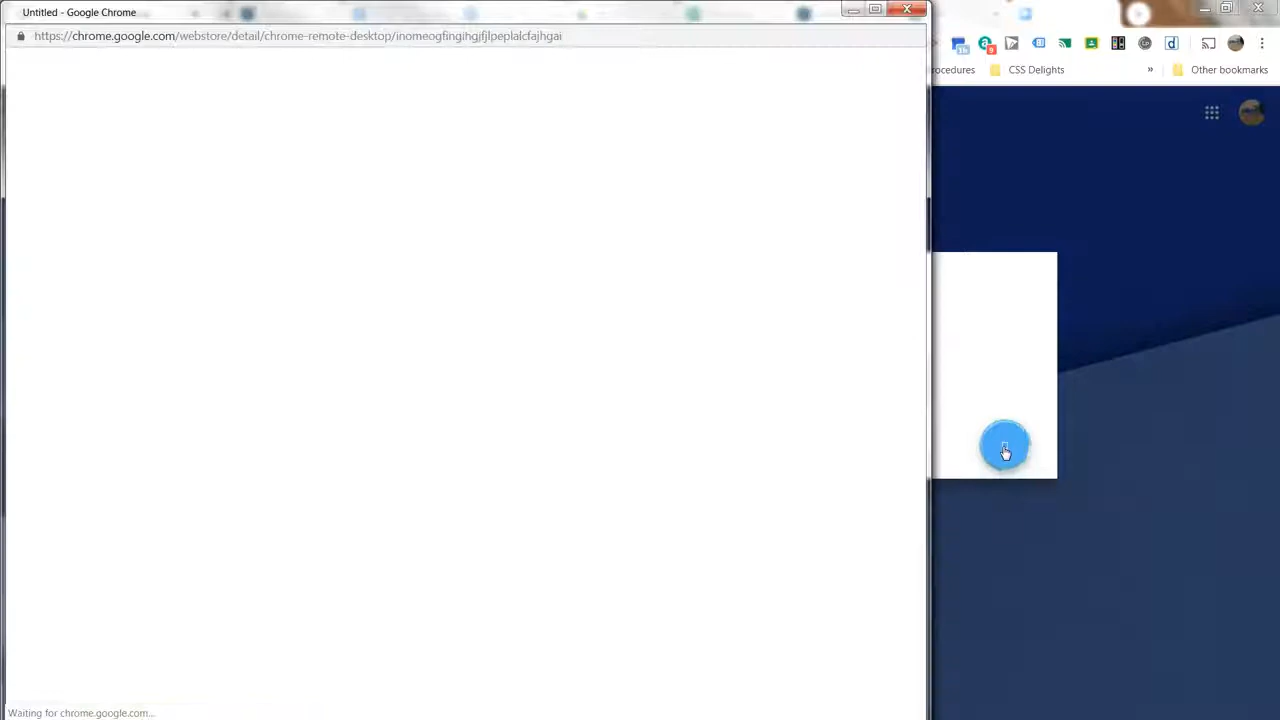 Untitled - Google Chrome
https://chrome.google.com/webstore/detail/chrome-remote-desktop/inomeogfingihgjfjlpeplalcfajhgai
rocedures
CSS Delights
»
Other bookmarks
Waiting for chrome.google.com...